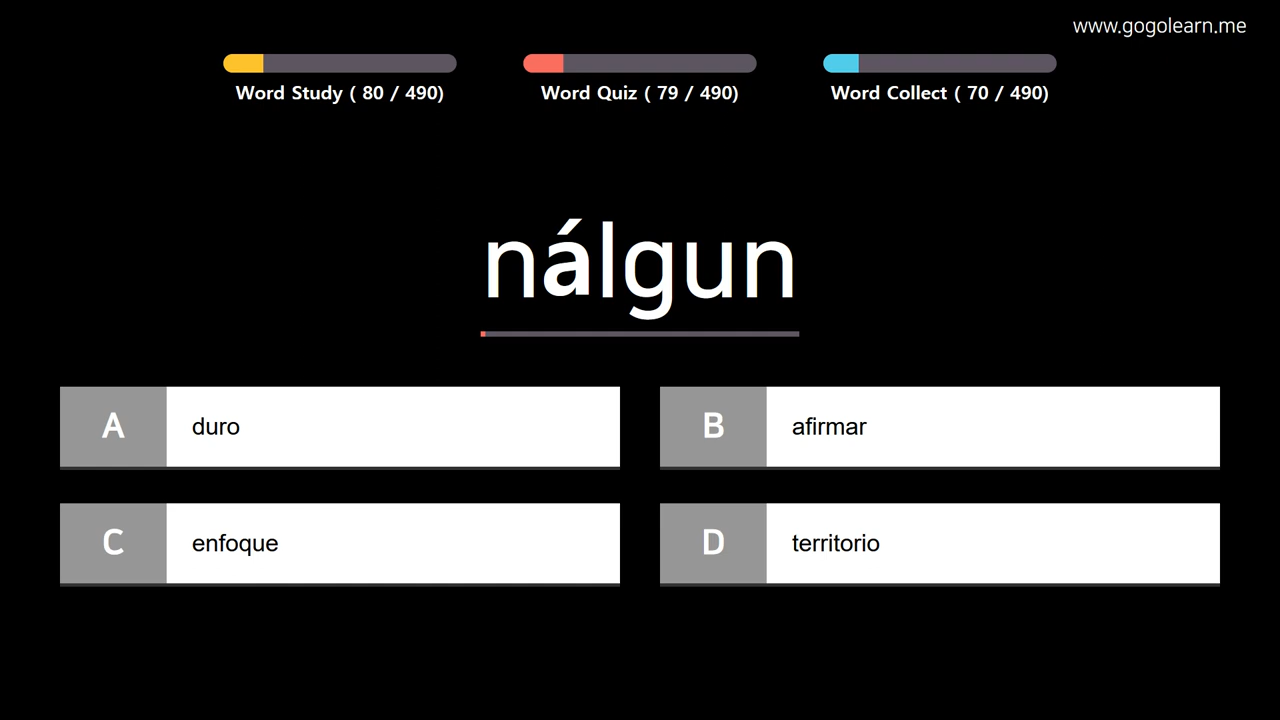 www.gogolearn.me
Word Study ( 80 / 490)
Word Quiz ( 79 / 490)
Word Collect ( 70 / 490)
nálgun
A duro
B afirmar
C enfoque
D territorio